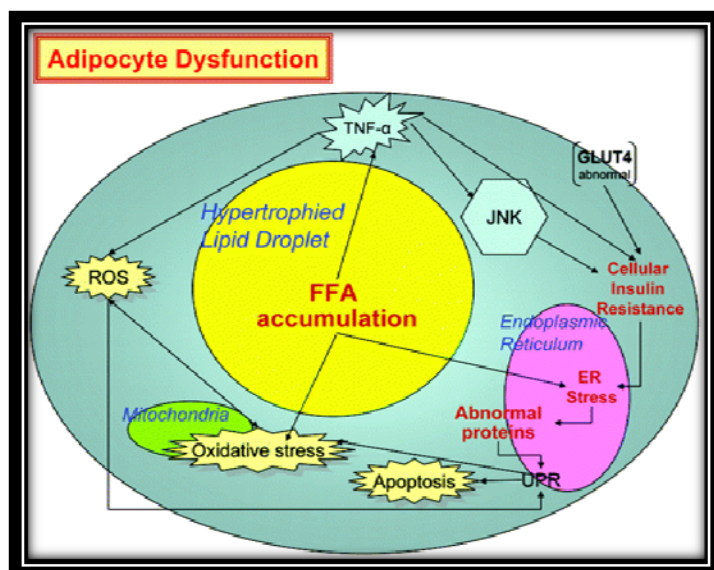 Adipocyte Dysfunction
TNF-α
GLUT4
abnormal
Hypertrophied
Lipid Droplet
JNK
ROS
Cellular
Insulin
Resistance
FFA
accumulation
Endoplasmic
Reticulum
ER
Stress
Mitochondria
Abnormal
proteins
Oxidative stress
Apoptosis
UPR